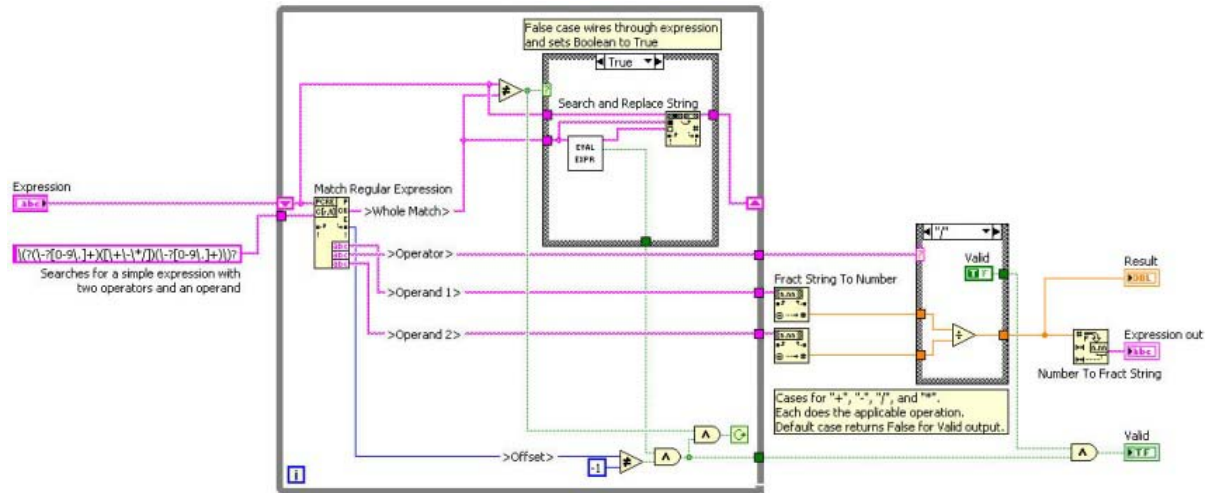 False case wires through expression
and sets Boolean to True
True
Search and Replace String
EVAL
EXPR
Expression
abc
Match Regular Expression
PCRE
>Whole Match>
\(?(\-?[0-9\.]+)([\+\-\*/])(\-?[0-9\.]+)\)?
Searches for a simple expression with
two operators and an operand
abc
abc
abc
>Operator>
>Operand 1>
>Operand 2>
Fract String To Number
"/"
Valid
TF
Result
DBL
Expression out
abc
Number To Fract String
Cases for "+", "-", "/", and "*".
Each does the applicable operation.
Default case returns False for Valid output.
>Offset>
-1
i
Valid
TF